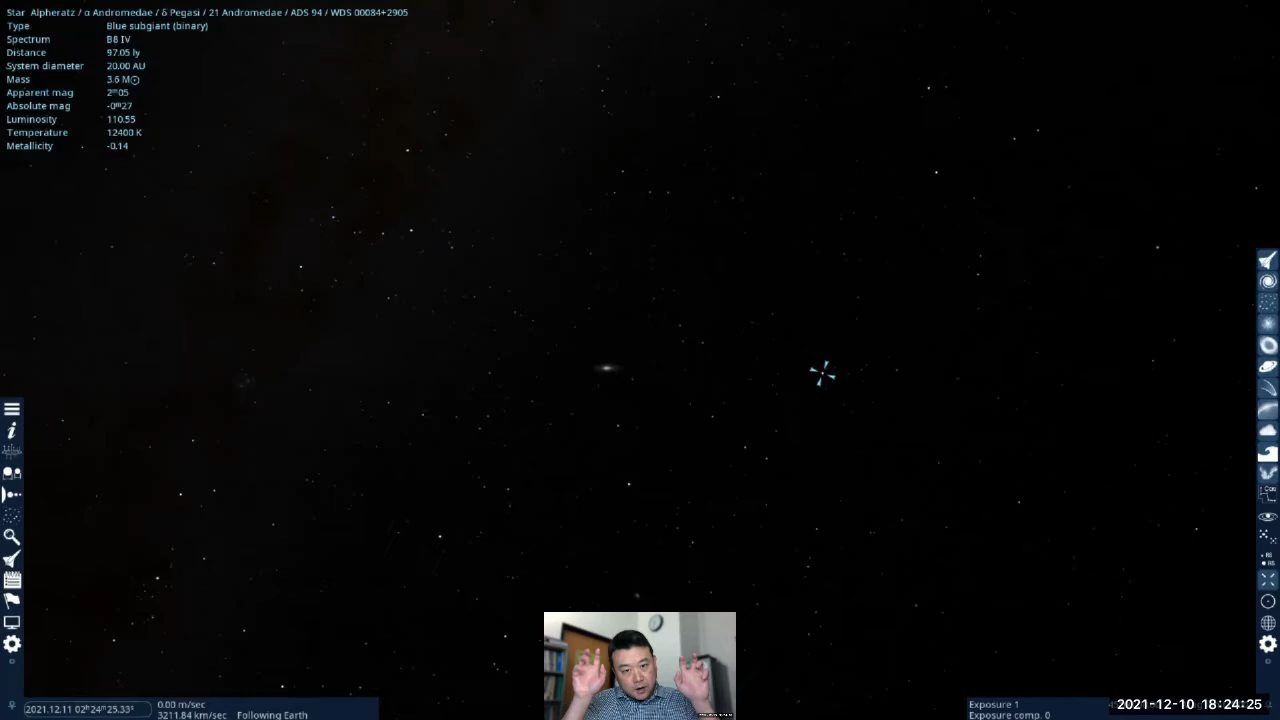 Star Alpheratz / α Andromedae / δ Pegasi / 21 Andromedae / ADS 94 / WDS 00084+2905
Type Blue subgiant (binary)
Spectrum B8 IV
Distance 97.05 ly
System diameter 20.00 AU
Mass 3.6 M☉
Apparent mag 2ᵐ05
Absolute mag -0ᵐ27
Luminosity 110.55
Temperature 12400 K
Metallicity -0.14
2021.12.11 02ʰ24ᵐ25.33ˢ
0.00 m/sec
3211.84 km/sec Following Earth
Exposure 1
Exposure comp. 0
2021-12-10 18:24:25